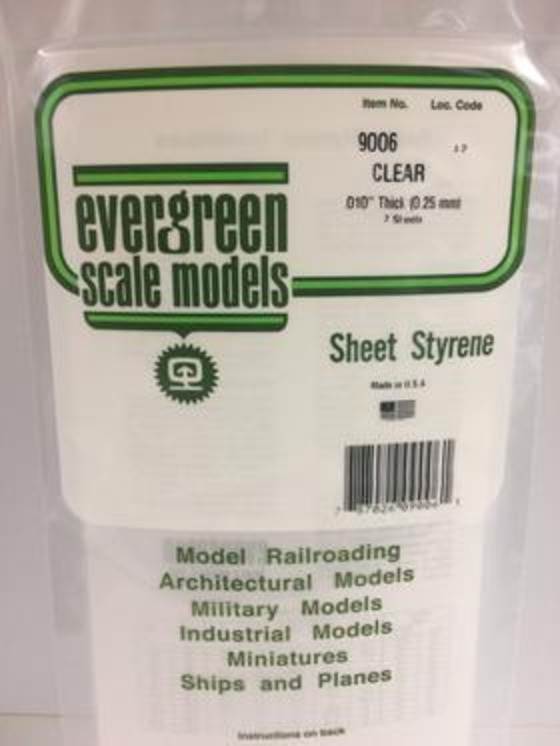 Item No. Loc. Code
9006
CLEAR
.010" Thick (0.25 mm)
Sheets
evergreen
scale models
Sheet Styrene
Made in U.S.A
Model Railroading
Architectural Models
Military Models
Industrial Models
Miniatures
Ships and Planes
Instructions on back